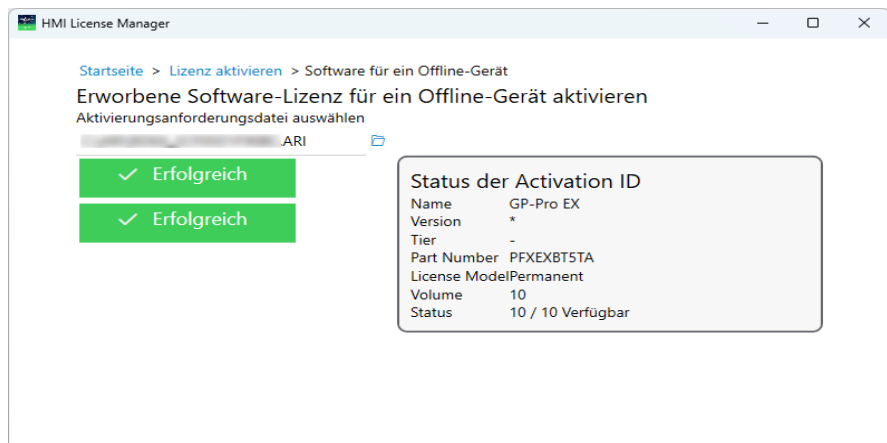 HMI License Manager
Startseite > Lizenz aktivieren > Software für ein Offline-Gerät
Erworbene Software-Lizenz für ein Offline-Gerät aktivieren
Aktivierungsanforderungsdatei auswählen
.ARI
Erfolgreich
Erfolgreich
Status der Activation ID
Name GP-Pro EX
Version *
Tier -
Part Number PFXEXBT5TA
License Model Permanent
Volume 10
Status 10 / 10 Verfügbar